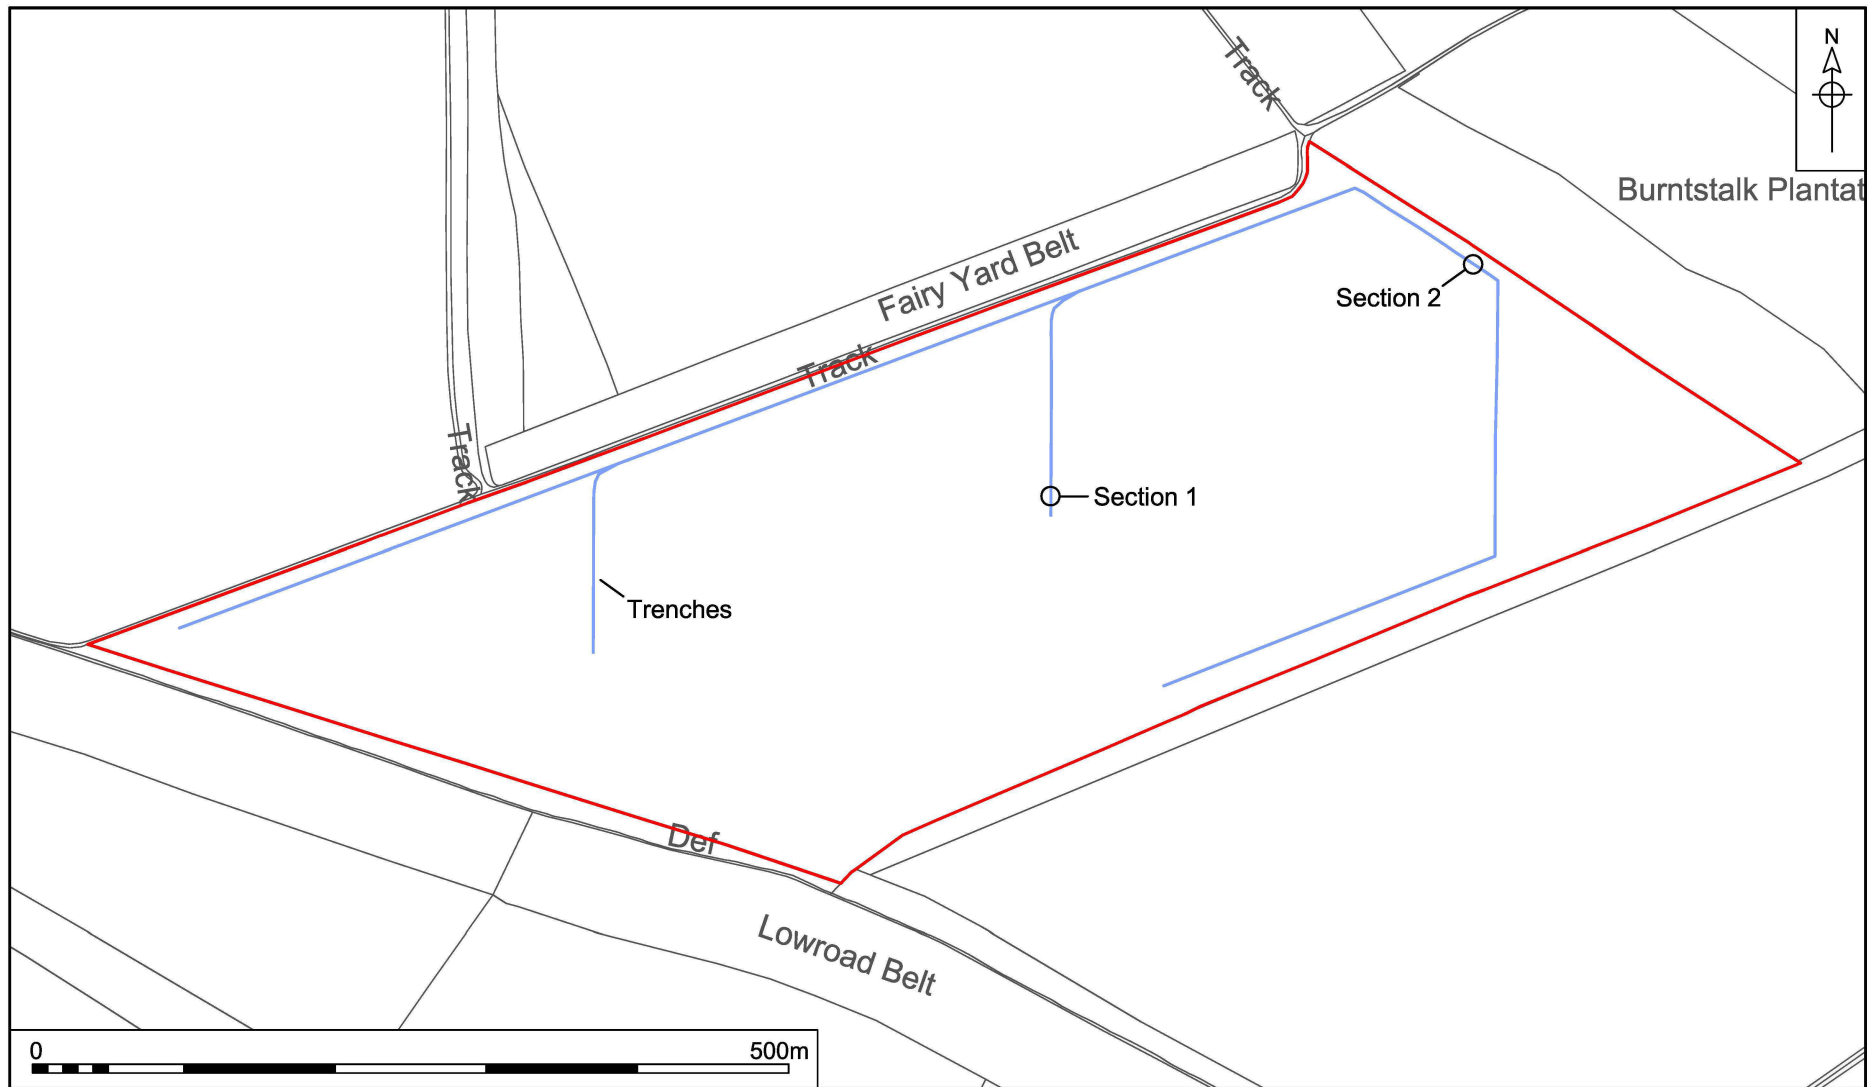 N
Track
Burntstalk Plantat
Fairy Yard Belt
Section 2
Track
Track
Section 1
Trenches
Def
Lowroad Belt
0 500m